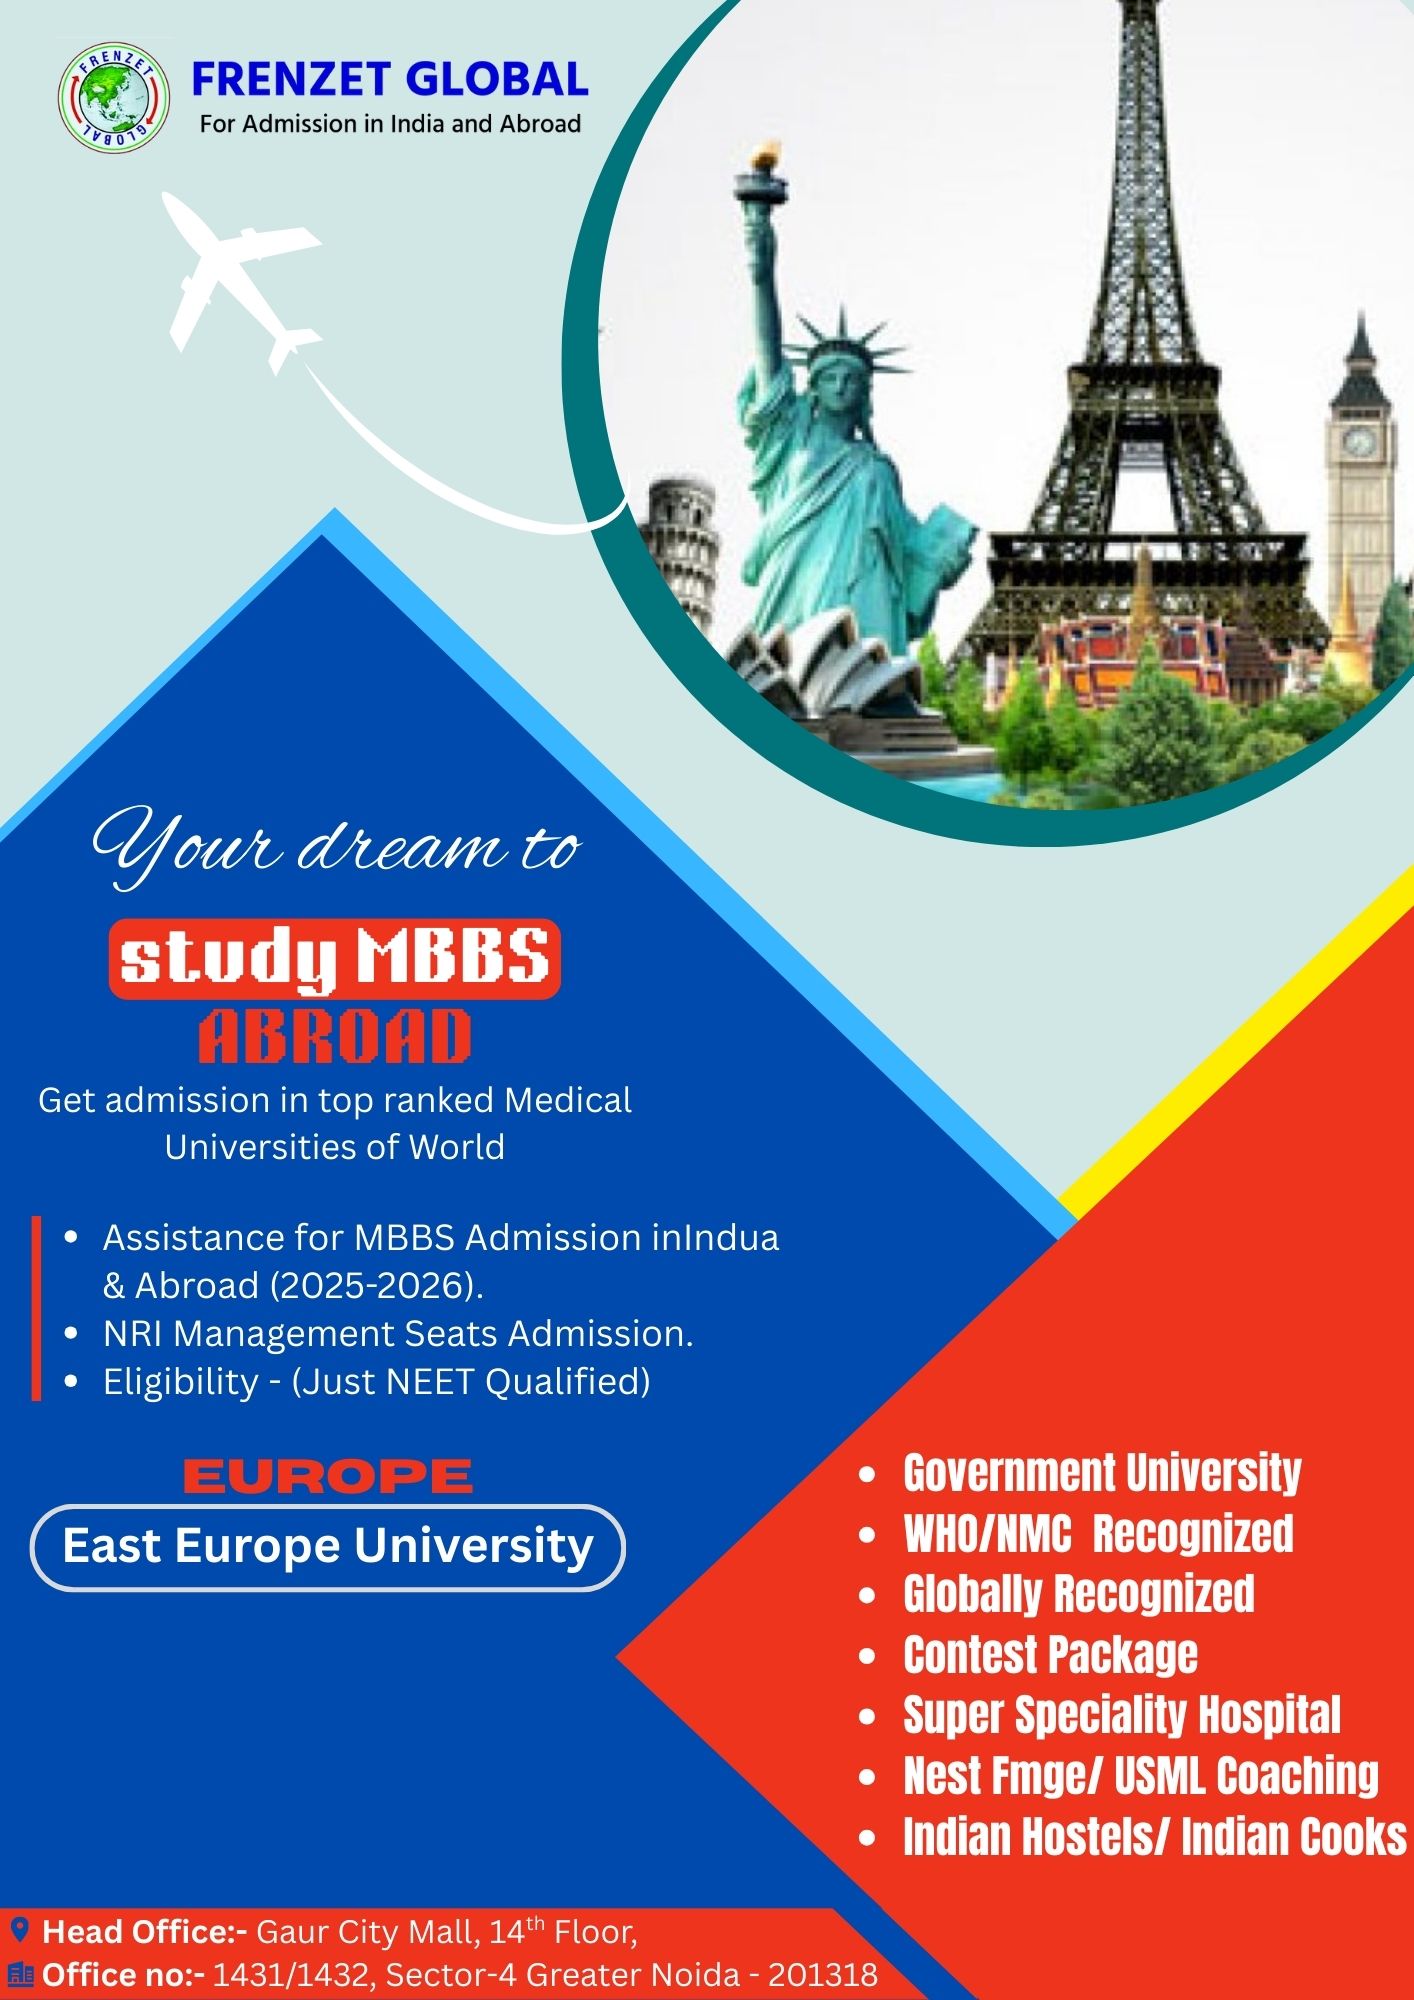 FRENZET
GLOBAL
FRENZET GLOBAL
For Admission in India and Abroad
Your dream to
study MBBS
ABROAD
Get admission in top ranked Medical
Universities of World
• Assistance for MBBS Admission inIndua
& Abroad (2025-2026).
• NRI Management Seats Admission.
• Eligibility - (Just NEET Qualified)
EUROPE
East Europe University
• Government University
• WHO/NMC  Recognized
• Globally Recognized
• Contest Package
• Super Speciality Hospital
• Nest Fmge/ USML Coaching
• Indian Hostels/ Indian Cooks
Head Office:- Gaur City Mall, 14th Floor,
Office no:- 1431/1432, Sector-4 Greater Noida - 201318